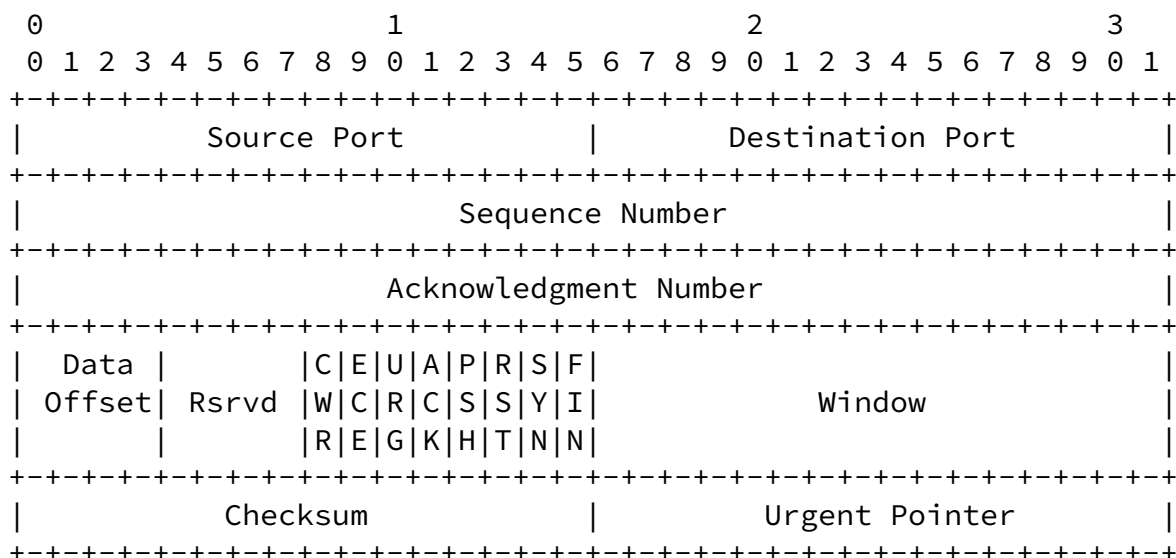 0                   1                   2                   3
 0 1 2 3 4 5 6 7 8 9 0 1 2 3 4 5 6 7 8 9 0 1 2 3 4 5 6 7 8 9 0 1
+-+-+-+-+-+-+-+-+-+-+-+-+-+-+-+-+-+-+-+-+-+-+-+-+-+-+-+-+-+-+-+-+
|          Source Port          |       Destination Port        |
+-+-+-+-+-+-+-+-+-+-+-+-+-+-+-+-+-+-+-+-+-+-+-+-+-+-+-+-+-+-+-+-+
|                        Sequence Number                        |
+-+-+-+-+-+-+-+-+-+-+-+-+-+-+-+-+-+-+-+-+-+-+-+-+-+-+-+-+-+-+-+-+
|                    Acknowledgment Number                      |
+-+-+-+-+-+-+-+-+-+-+-+-+-+-+-+-+-+-+-+-+-+-+-+-+-+-+-+-+-+-+-+-+
|  Data |       |C|E|U|A|P|R|S|F|                               |
| Offset| Rsrvd |W|C|R|C|S|S|Y|I|            Window             |
|       |       |R|E|G|K|H|T|N|N|                               |
+-+-+-+-+-+-+-+-+-+-+-+-+-+-+-+-+-+-+-+-+-+-+-+-+-+-+-+-+-+-+-+-+
|           Checksum            |         Urgent Pointer        |
+-+-+-+-+-+-+-+-+-+-+-+-+-+-+-+-+-+-+-+-+-+-+-+-+-+-+-+-+-+-+-+-+